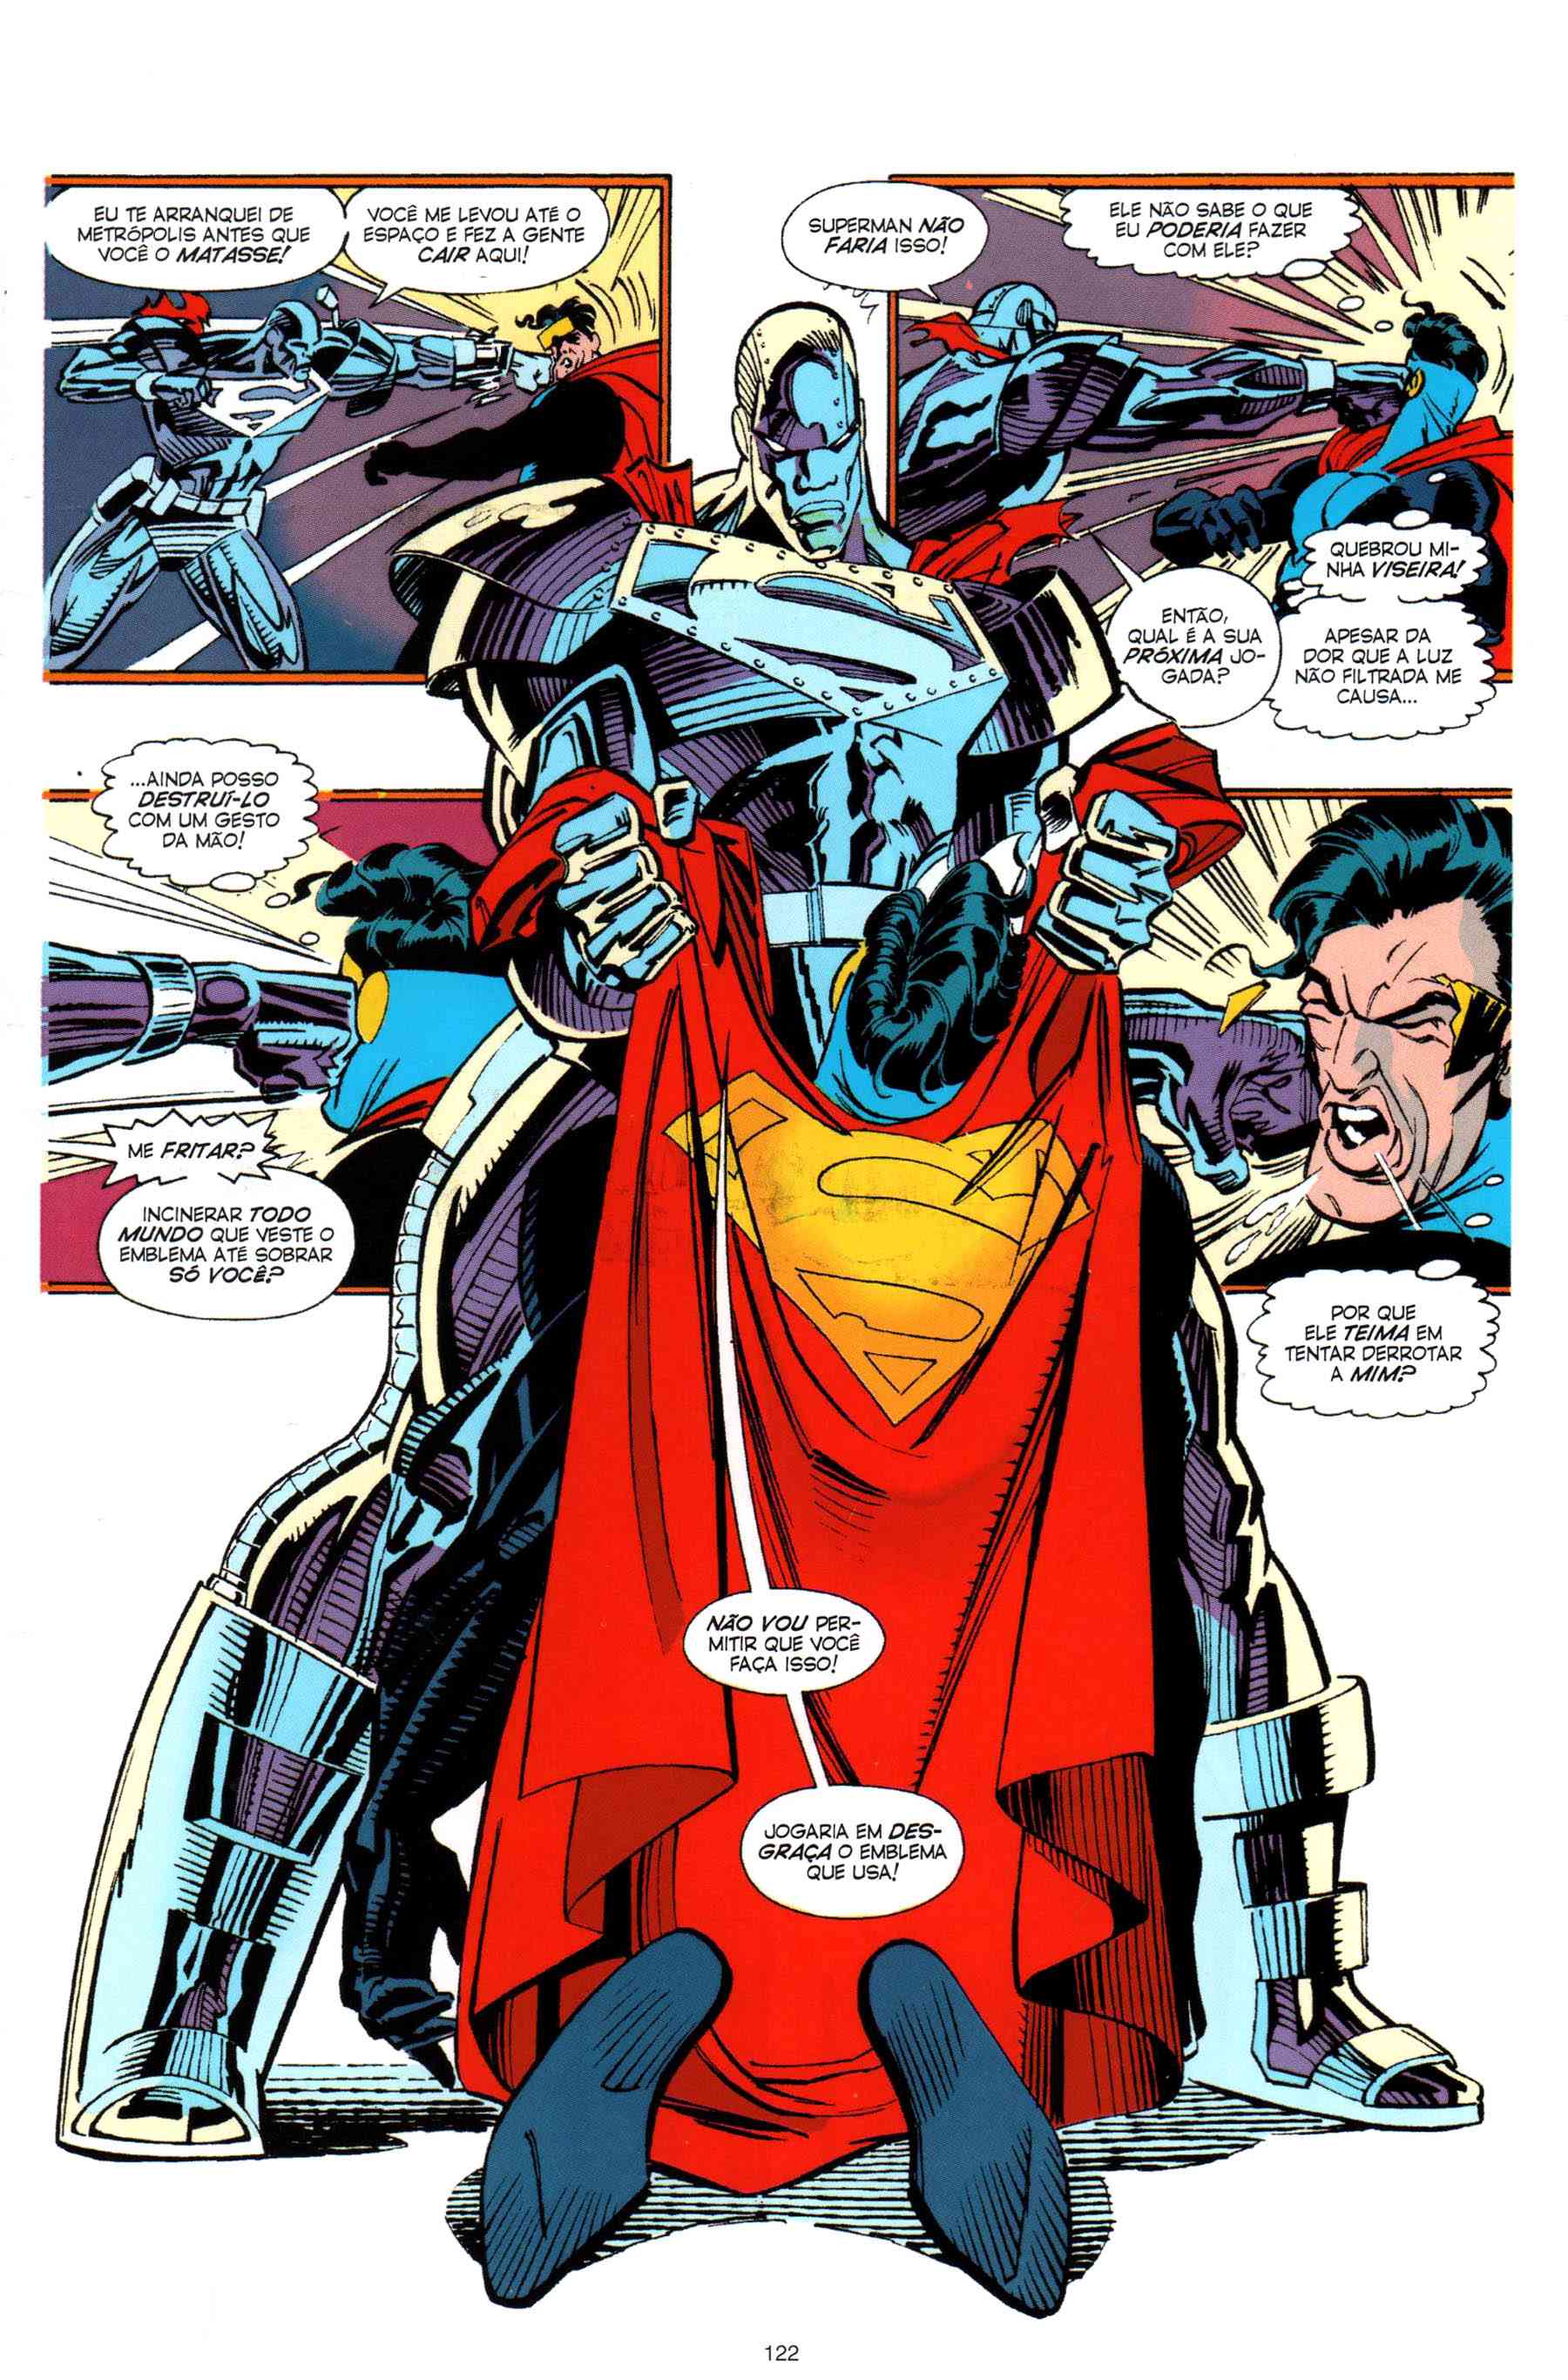 EU TE ARRANQUEI DE
METRÓPOLIS ANTES QUE
VOCÊ O MATASSE!
VOCÊ ME LEVOU ATÉ O
ESPAÇO E FEZ A GENTE
CAIR AQUI!
SUPERMAN NÃO
FARIA ISSO!
ELE NÃO SABE O QUE
EU PODERIA FAZER
COM ELE?
ENTÃO,
QUAL É A SUA
PRÓXIMA JO-
GADA?
QUEBROU MI-
NHA VISEIRA!
APESAR DA
DOR QUE A LUZ
NÃO FILTRADA ME
CAUSA...
...AINDA POSSO
DESTRUÍ-LO
COM UM GESTO
DA MÃO!
ME FRITAR?
INCINERAR TODO
MUNDO QUE VESTE O
EMBLEMA ATÉ SOBRAR
SÓ VOCÊ?
POR QUE
ELE TEIMA EM
TENTAR DERROTAR
A MIM?
NÃO VOU PER-
MITIR QUE VOCÊ
FAÇA ISSO!
JOGARIA EM DES-
GRAÇA O EMBLEMA
QUE USA!
122